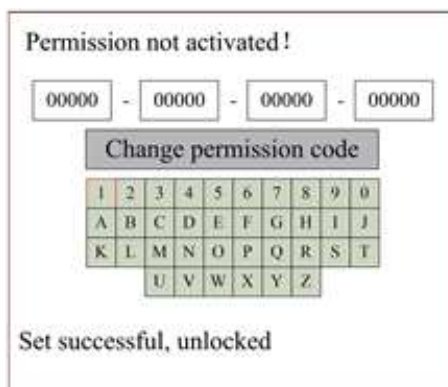 Permission not activated!
00000 - 00000 - 00000 - 00000
Change permission code
1 2 3 4 5 6 7 8 9 0
A B C D E F G H I J
K L M N O P Q R S T
U V W X Y Z
Set successful, unlocked